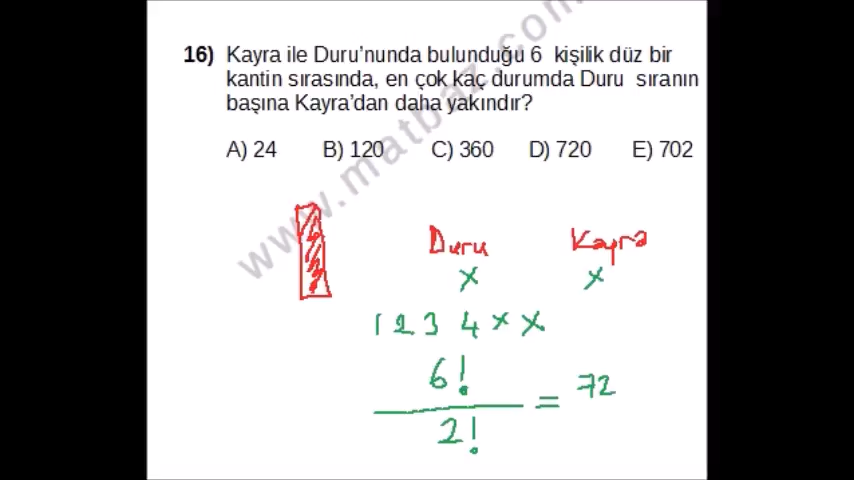 www.matbaz.com
16) Kayra ile Duru'nunda bulunduğu 6 kişilik düz bir
kantin sırasında, en çok kaç durumda Duru sıranın
başına Kayra'dan daha yakındır?
A) 24 B) 120 C) 360 D) 720 E) 702
Duru Kayra
x x
1 2 3 4 x x
6!
2!
= 72